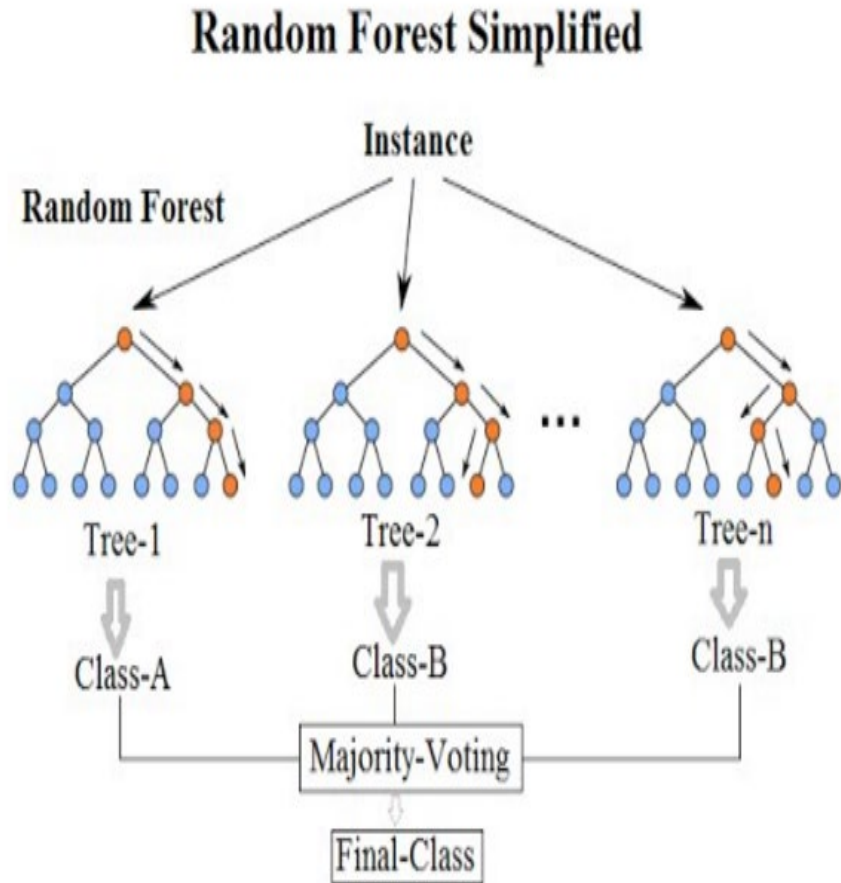 Random Forest Simplified
Instance
Random Forest
...
Tree-1 Tree-2 Tree-n
Class-A Class-B Class-B
Majority-Voting
Final-Class